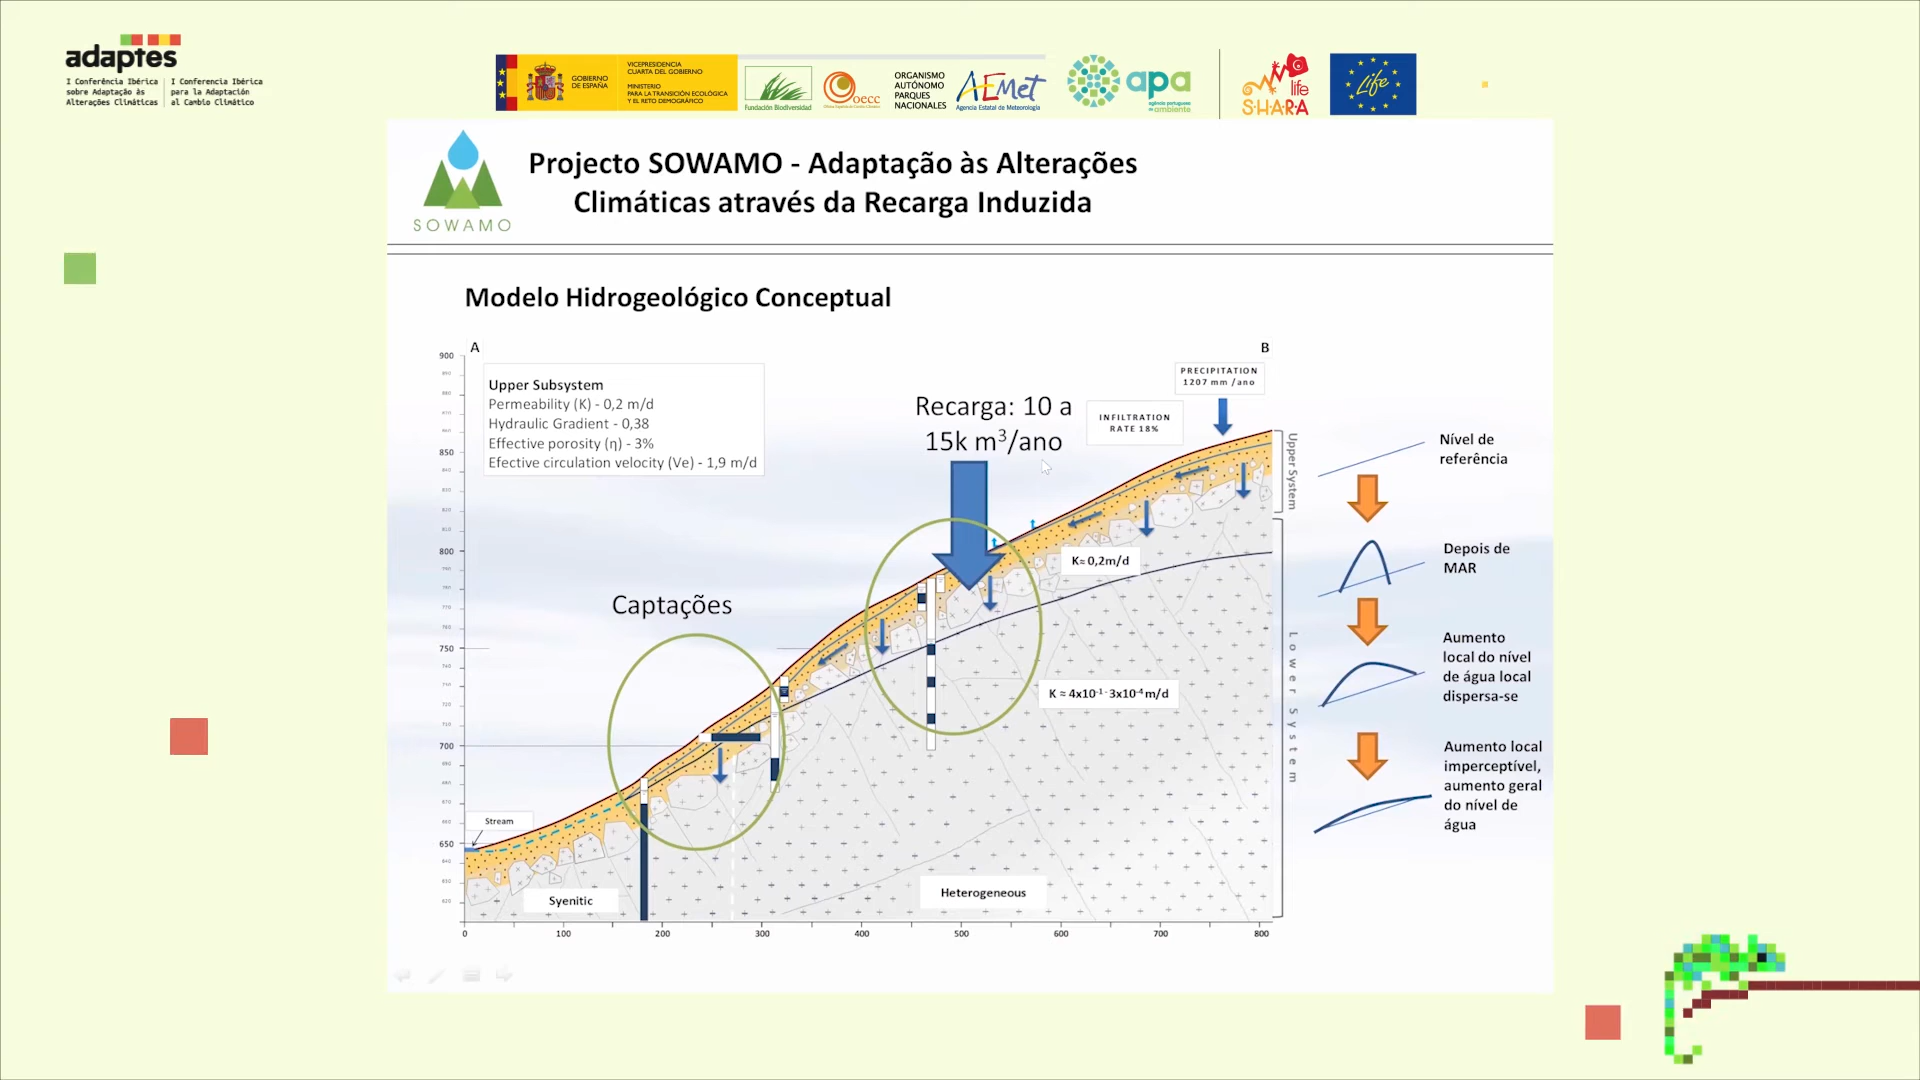 adaptes
I Conferência Ibérica
sobre Adaptação às
Alterações Climáticas
I Conferencia Ibérica
para la Adaptación
al Cambio Climático
GOBIERNO
DE ESPAÑA
VICEPRESIDENCIA
CUARTA DEL GOBIERNO
MINISTERIO
PARA LA TRANSICIÓN ECOLÓGICA
Y EL RETO DEMOGRÁFICO
Fundación Biodiversidad
oecc
ORGANISMO
AUTÓNOMO
PARQUES
NACIONALES
AEMet
Agencia Estatal de Meteorología
apa
agência portuguesa
do ambiente
life
SHARA
Life
SOWAMO
Projecto SOWAMO - Adaptação às Alterações
Climáticas através da Recarga Induzida
Modelo Hidrogeológico Conceptual
A
B
Upper Subsystem
Permeability (K) - 0,2 m/d
Hydraulic Gradient - 0,38
Effective porosity (η) - 3%
Efective circulation velocity (Ve) - 1,9 m/d
Recarga: 10 a
15k m³/ano
INFILTRATION
RATE 18%
PRECIPITATION
1207 mm /ano
Captações
K≈ 0,2m/d
K ≈ 4x10⁻¹ - 3x10⁻⁴ m/d
Upper System
Lower System
Stream
Syenitic
Heterogeneous
900
850
800
750
700
650
0 100 200 300 400 500 600 700 800
Nível de
referência
Depois de
MAR
Aumento
local do nível
de água local
dispersa-se
Aumento local
imperceptível,
aumento geral
do nível de
água